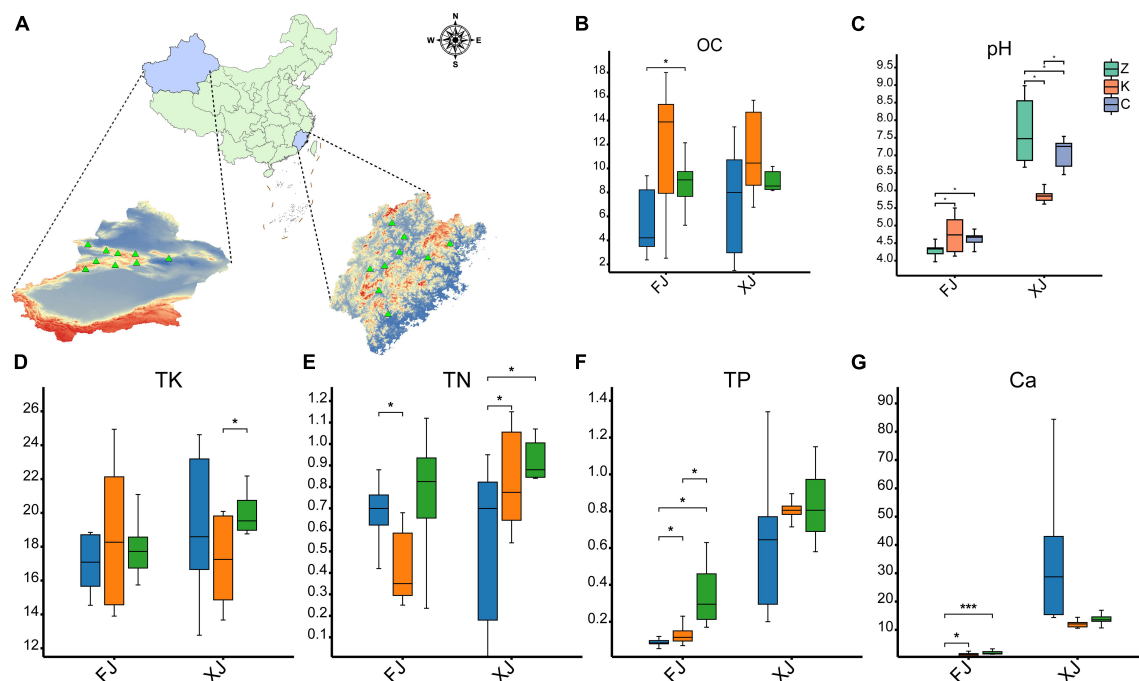 A
N
W E
S
B
OC
18
16
14
12
10
8
6
4
2
FJ
XJ
*
C
pH
9.5
9.0
8.5
8.0
7.5
7.0
6.5
6.0
5.5
5.0
4.5
4.0
FJ
XJ
*
*
*
*
*
Z
K
C
D
TK
26
24
22
20
18
16
14
12
FJ
XJ
*
E
TN
1.2
1.1
1.0
0.9
0.8
0.7
0.6
0.5
0.4
0.3
0.2
0.1
FJ
XJ
*
*
*
F
TP
1.4
1.2
1.0
0.8
0.6
0.4
0.2
FJ
XJ
*
*
*
G
Ca
90
80
70
60
50
40
30
20
10
FJ
XJ
***
*